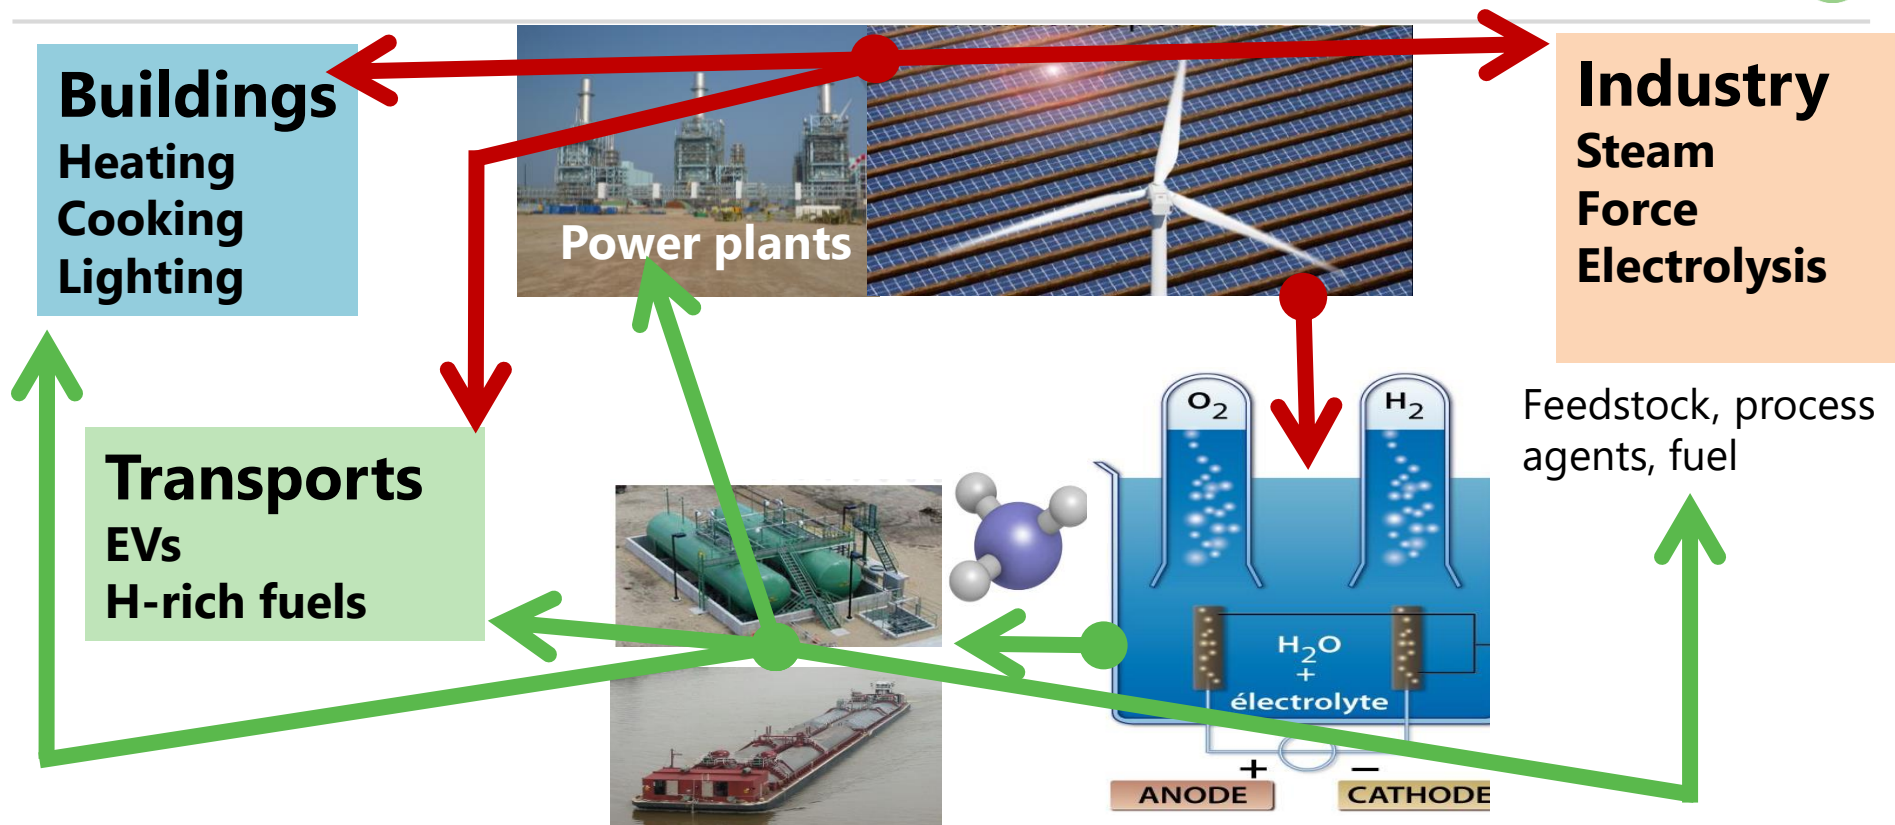 Buildings
Heating
Cooking
Lighting
Power plants
Industry
Steam
Force
Electrolysis
Feedstock, process
agents, fuel
Transports
EVs
H-rich fuels
O2
H2
H2O
+
électrolyte
+ −
ANODE
CATHODE